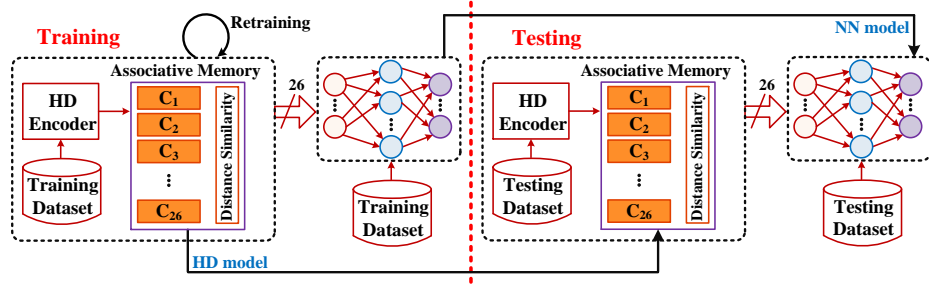 Training
Retraining
Associative Memory
HD
Encoder
Training
Dataset
C1
C2
C3
C26
Distance Similarity
26
Training
Dataset
HD model
Testing
NN model
Associative Memory
HD
Encoder
Testing
Dataset
C1
C2
C3
C26
Distance Similarity
26
Testing
Dataset